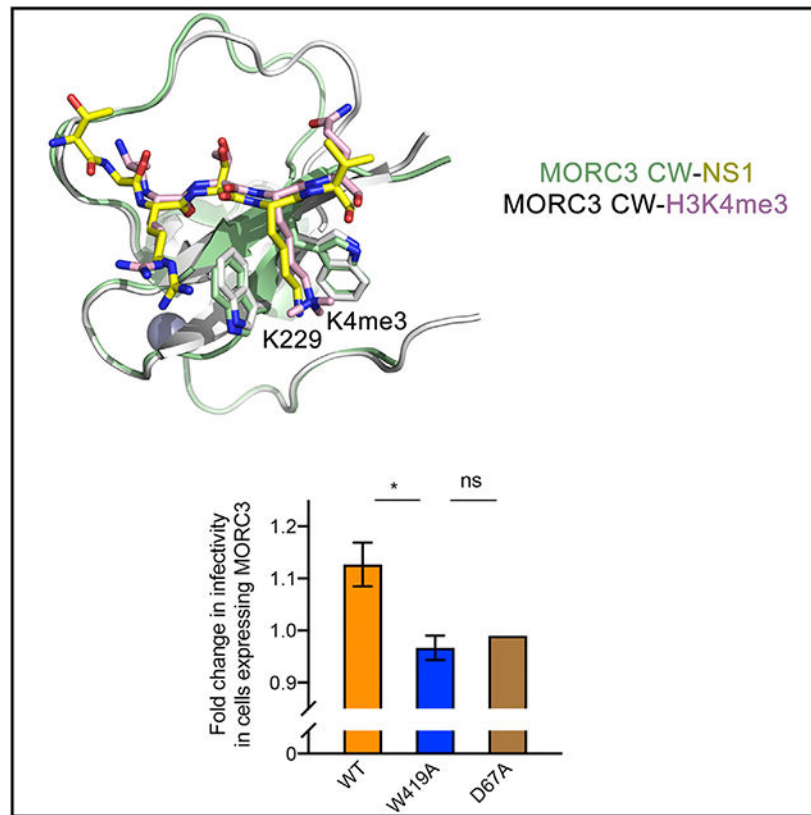 MORC3 CW-NS1
MORC3 CW-H3K4me3
K4me3
K229
* ns
Fold change in infectivity
in cells expressing MORC3
1.2
1.1
1.0
0.9
0
WT
W419A
D67A